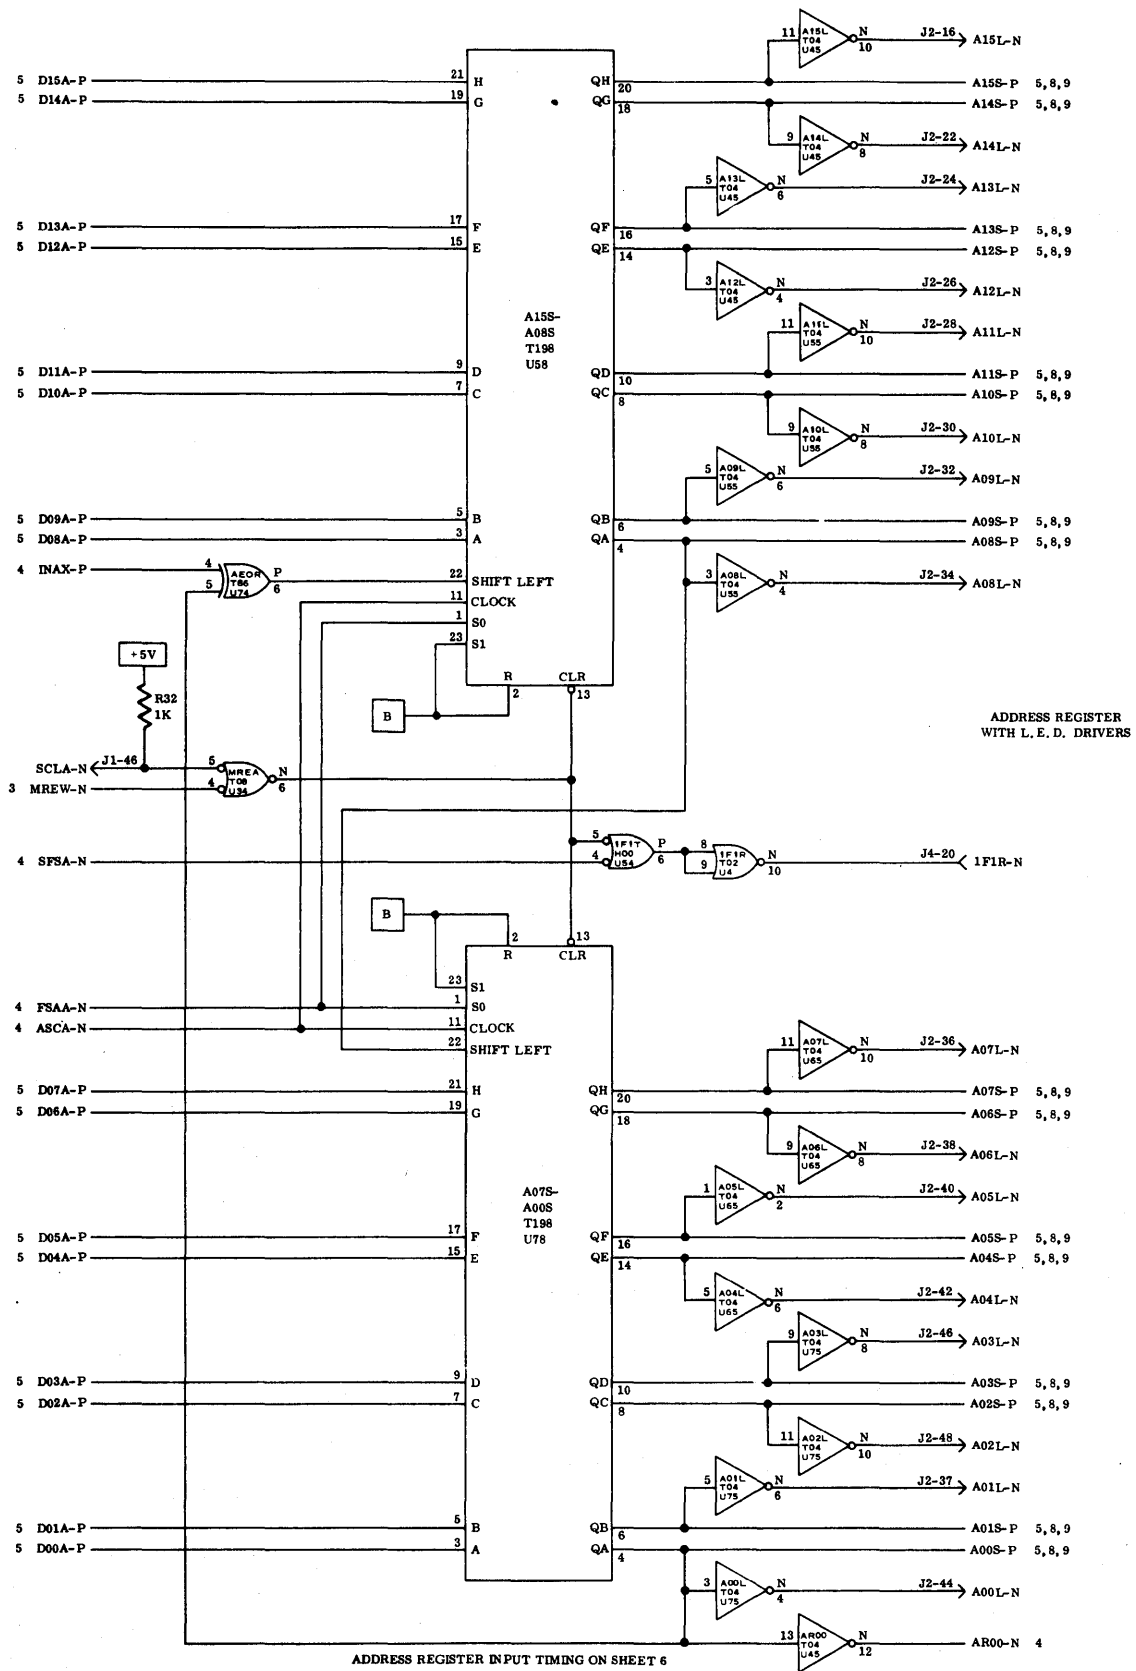 11 A15L T04 U45 N 10 J2-16 A15L-N
5 D15A-P 21 H QH 20 A15S-P 5,8,9
5 D14A-P 19 G QG 18 A14S-P 5,8,9
9 A14L T04 U45 N 8 J2-22 A14L-N
5 A13L T04 U45 N 6 J2-24 A13L-N
5 D13A-P 17 F QF 16 A13S-P 5,8,9
5 D12A-P 15 E QE 14 A12S-P 5,8,9
3 A12L T04 U45 N 4 J2-26 A12L-N
A15S-
A08S
T198
U58
11 A11L T04 U55 N 10 J2-28 A11L-N
5 D11A-P 9 D QD 10 A11S-P 5,8,9
5 D10A-P 7 C QC 8 A10S-P 5,8,9
9 A10L T04 U55 N 8 J2-30 A10L-N
5 A09L T04 U55 N 6 J2-32 A09L-N
5 D09A-P 5 B QB 6 A09S-P 5,8,9
5 D08A-P 3 A QA 4 A08S-P 5,8,9
4 INAX-P 4 5 AEOR T86 U74 P 6 22 SHIFT LEFT
3 A08L T04 U55 N 4 J2-34 A08L-N
11 CLOCK
1 S0
23 S1
+5V
R32
1K
R 2 CLR 13
B
ADDRESS REGISTER
WITH L.E.D. DRIVERS
SCLA-N J1-46 5 MREA T08 U34 N 6
3 MREW-N 4
5 4 1F1T H00 U54 P 6 8 9 1F1R T02 U4 N 10 J4-20 1F1R-N
4 SFSA-N
B
2 R 13 CLR
23 S1
4 FSAA-N 1 S0
4 ASCA-N 11 CLOCK
22 SHIFT LEFT
11 A07L T04 U65 N 10 J2-36 A07L-N
5 D07A-P 21 H QH 20 A07S-P 5,8,9
5 D06A-P 19 G QG 18 A06S-P 5,8,9
9 A06L T04 U65 N 8 J2-38 A06L-N
1 A05L T04 U65 N 2 J2-40 A05L-N
A07S-
A00S
T198
U78
5 D05A-P 17 F QF 16 A05S-P 5,8,9
5 D04A-P 15 E QE 14 A04S-P 5,8,9
5 A04L T04 U65 N 6 J2-42 A04L-N
9 A03L T04 U75 N 8 J2-46 A03L-N
5 D03A-P 9 D QD 10 A03S-P 5,8,9
5 D02A-P 7 C QC 8 A02S-P 5,8,9
11 A02L T04 U75 N 10 J2-48 A02L-N
5 A01L T04 U75 N 6 J2-37 A01L-N
5 D01A-P 5 B QB 6 A01S-P 5,8,9
5 D00A-P 3 A QA 4 A00S-P 5,8,9
3 A00L T04 U75 N 4 J2-44 A00L-N
13 AR00 T04 U45 N 12 AR00-N 4
ADDRESS REGISTER INPUT TIMING ON SHEET 6